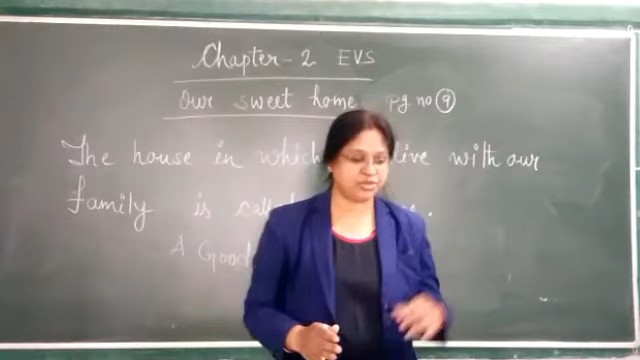 Chapter - 2 EVS
Our sweet home pg no 9
The house in which live with our
family is called .
A Good